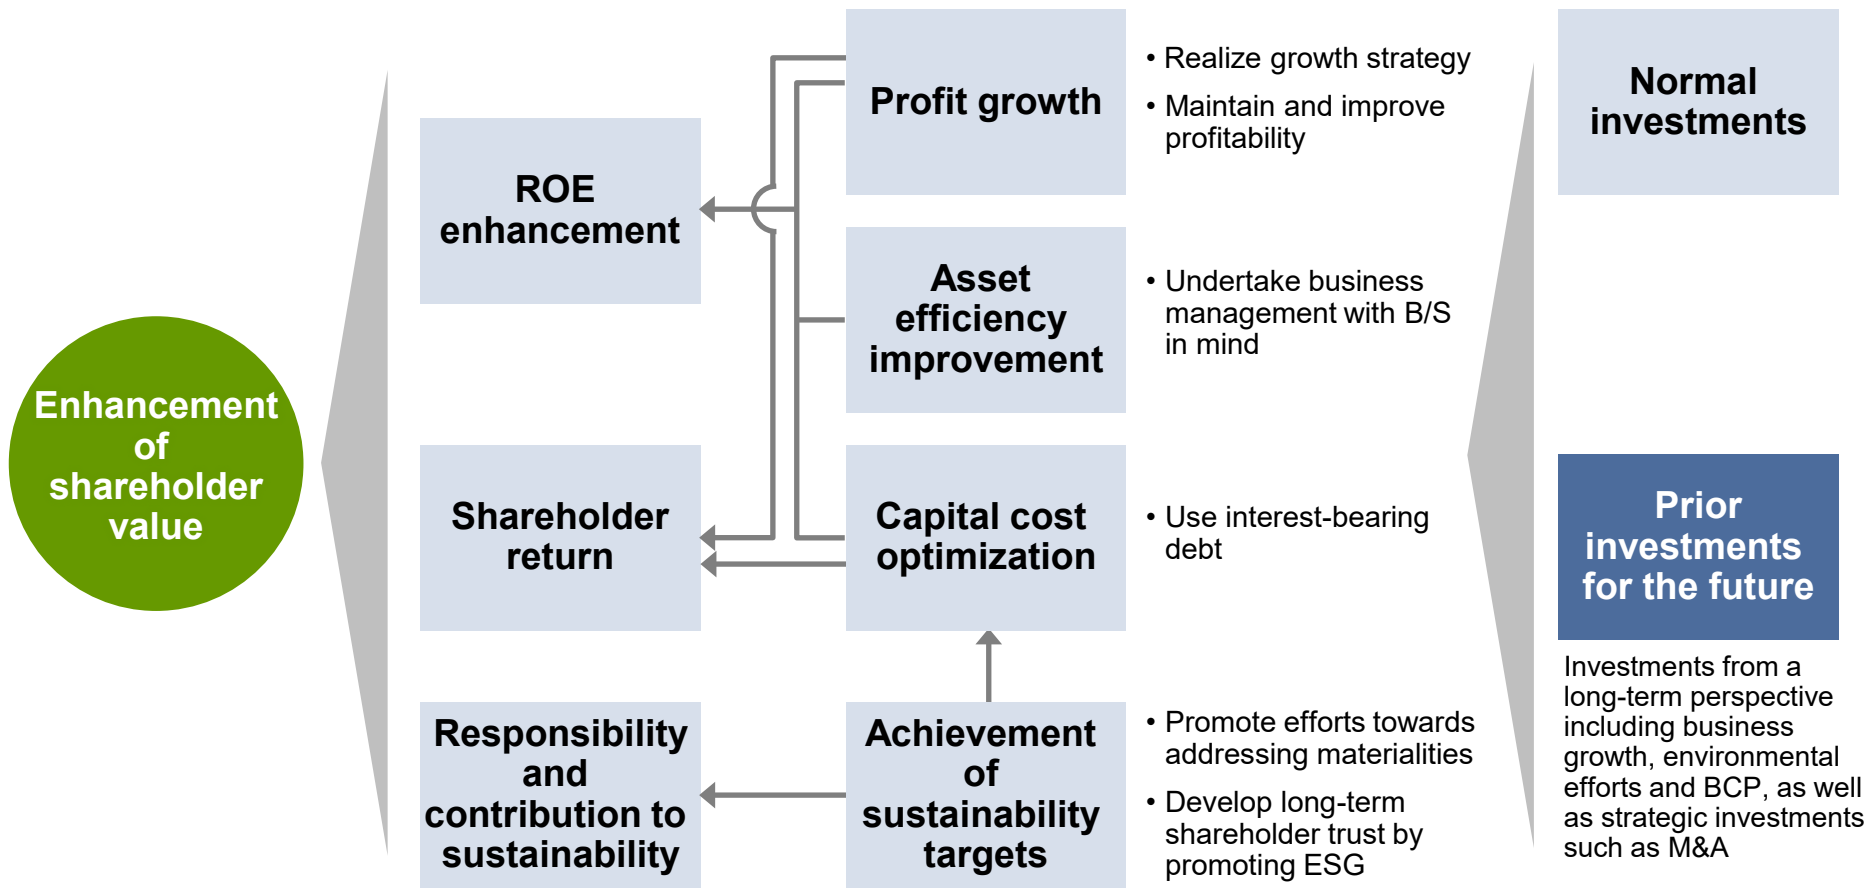 Enhancement
of
shareholder
value
ROE
enhancement
Shareholder
return
Responsibility
and
contribution to
sustainability
Profit growth
• Realize growth strategy
• Maintain and improve
profitability
Asset
efficiency
improvement
• Undertake business
management with B/S
in mind
Capital cost
optimization
• Use interest-bearing
debt
Achievement
of
sustainability
targets
• Promote efforts towards
addressing materialities
• Develop long-term
shareholder trust by
promoting ESG
Normal
investments
Prior
investments
for the future
Investments from a
long-term perspective
including business
growth, environmental
efforts and BCP, as well
as strategic investments
such as M&A